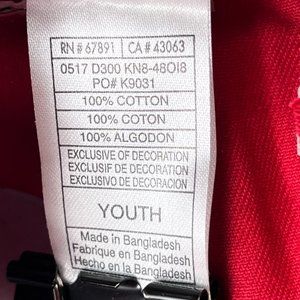 RN # 67891 CA # 43063
0517 D300 KN8-48OI8
PO# K9031
100% COTTON
100% COTON
100% ALGODON
EXCLUSIVE OF DECORATION
EXCLUSIF DE DECORATION
EXCLUSIVO DE DECORACION
YOUTH
Made in Bangladesh
Fabrique en Bangladesh
Hecho en la Bangladesh